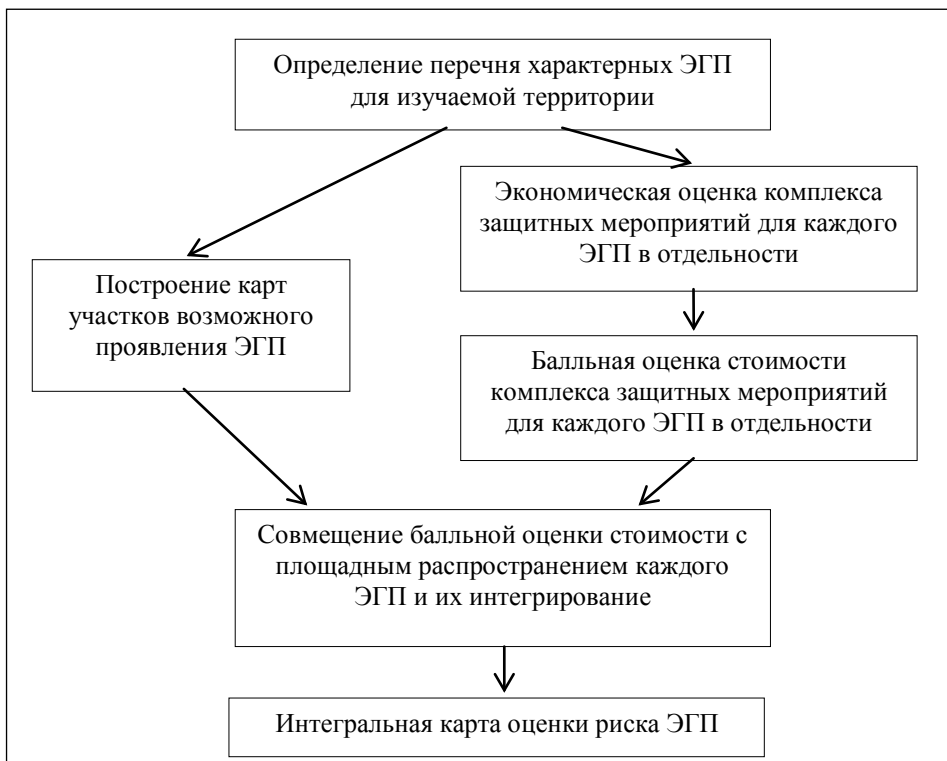 Определение перечня характерных ЭГП
для изучаемой территории
Экономическая оценка комплекса
защитных мероприятий для каждого
ЭГП в отдельности
Построение карт
участков возможного
проявления ЭГП
Балльная оценка стоимости
комплекса защитных мероприятий
для каждого ЭГП в отдельности
Совмещение балльной оценки стоимости с
площадным распространением каждого
ЭГП и их интегрирование
Интегральная карта оценки риска ЭГП